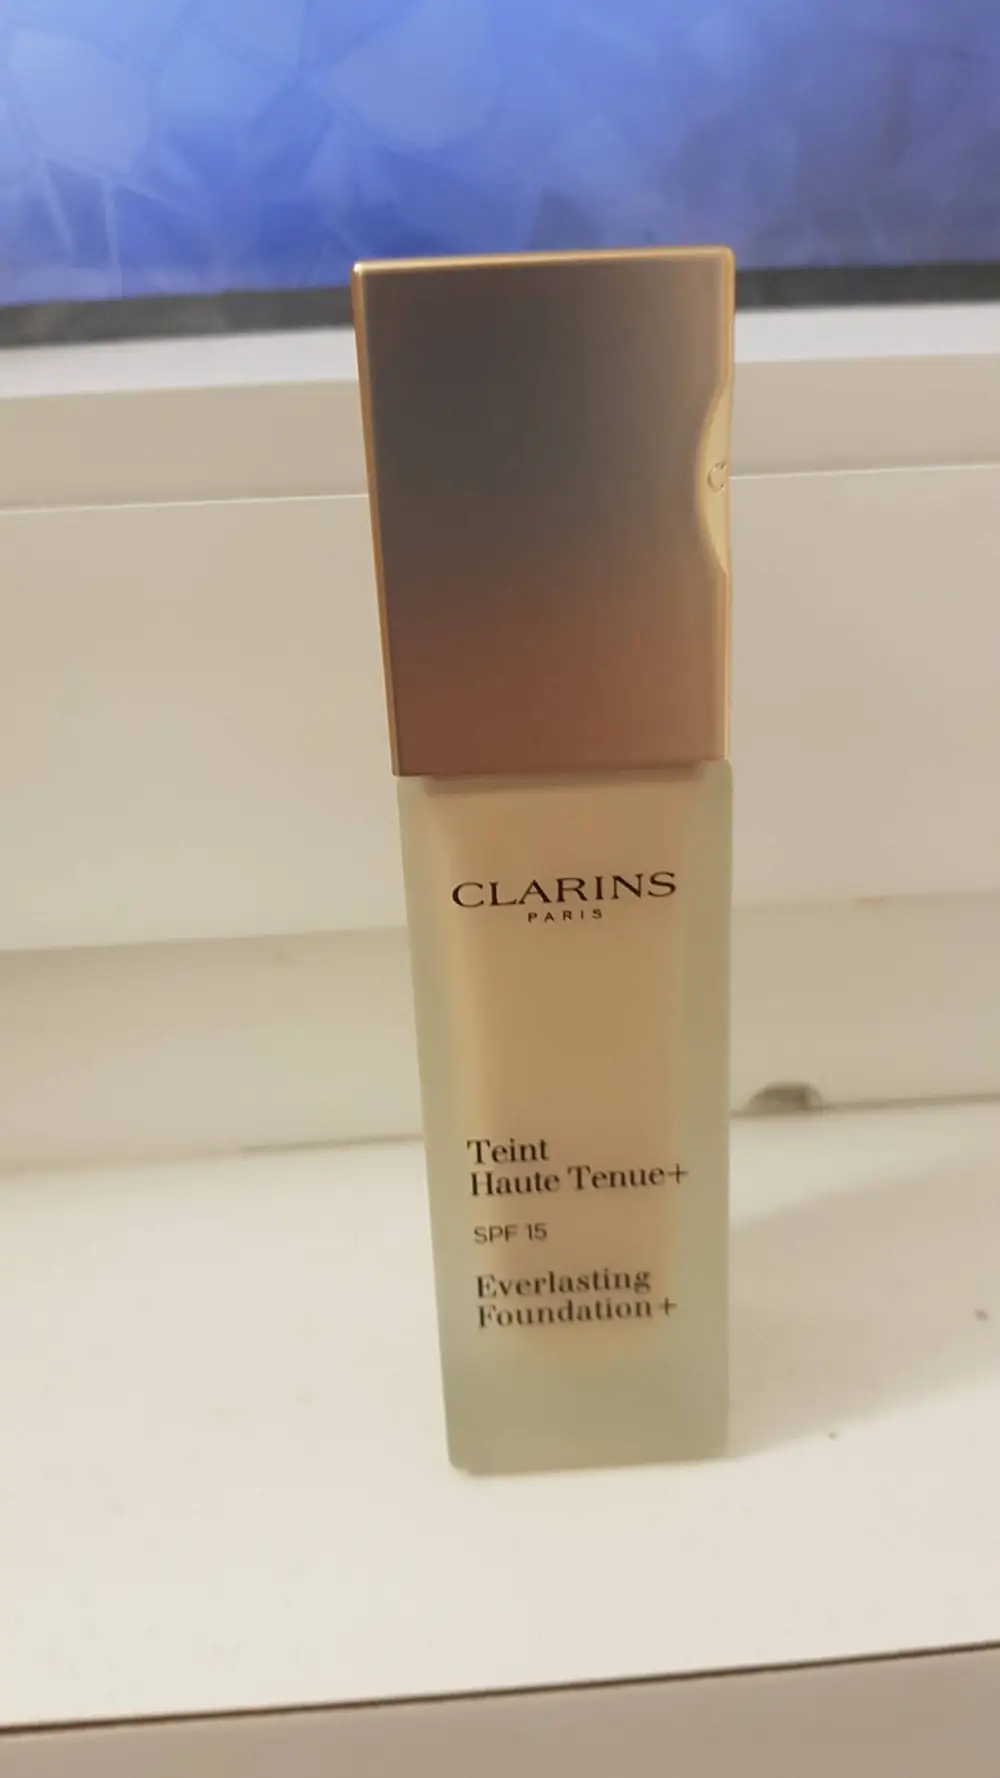 C
CLARINS
PARIS
Teint
Haute Tenue+
SPF 15
Everlasting
Foundation+